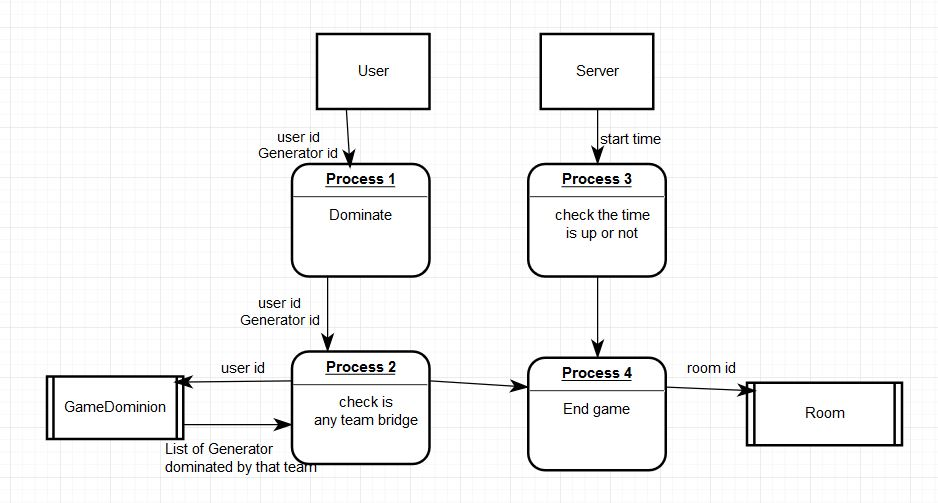 User
Server
user id
Generator id
start time
Process 1
Dominate
Process 3
check the time
is up or not
user id
Generator id
Process 2
check is
any team bridge
user id
GameDominion
List of Generator
dominated by that team
Process 4
End game
room id
Room